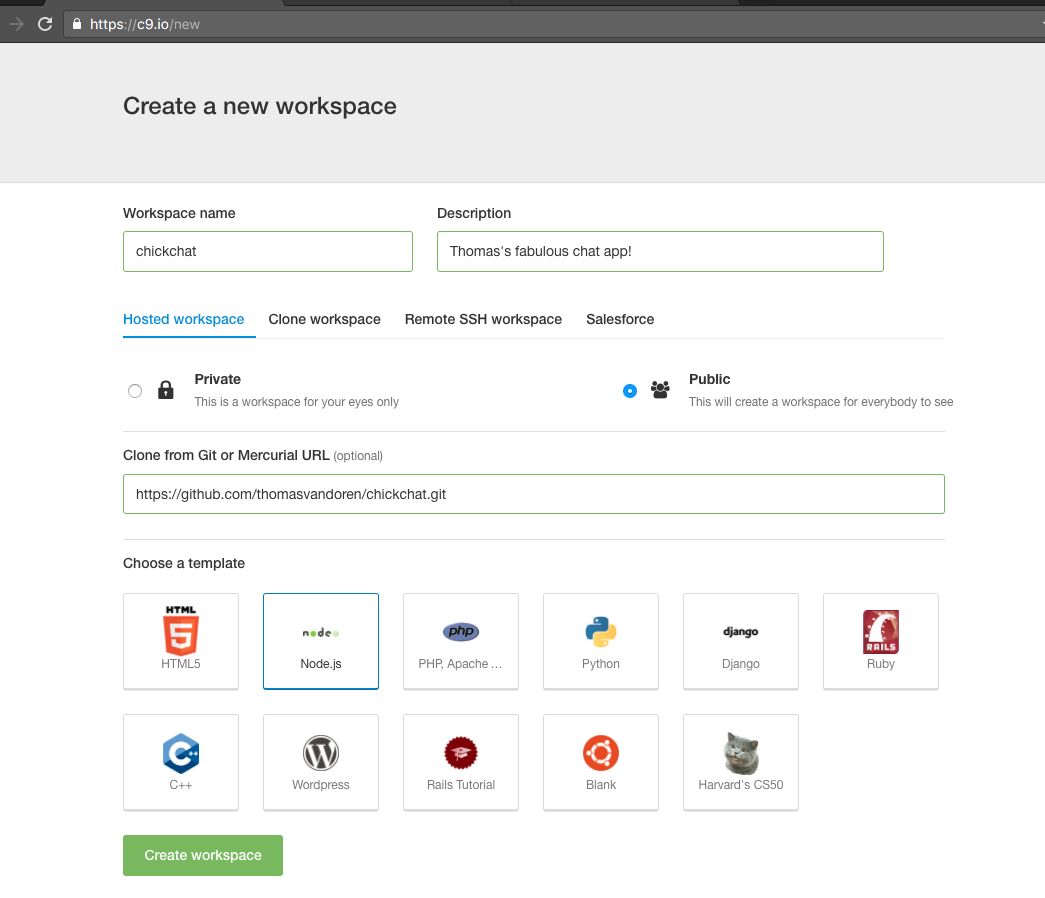 https://c9.io/new
Create a new workspace
Workspace name
Description
chickchat
Thomas's fabulous chat app!
Hosted workspace
Clone workspace
Remote SSH workspace
Salesforce
Private
This is a workspace for your eyes only
Public
This will create a workspace for everybody to see
Clone from Git or Mercurial URL (optional)
https://github.com/thomasvandoren/chickchat.git
Choose a template
HTML
5
HTML5
node
Node.js
php
PHP, Apache ...
Python
django
Django
RAILS
Ruby
C++
C++
W
Wordpress
Rails Tutorial
Blank
Harvard's CS50
Create workspace